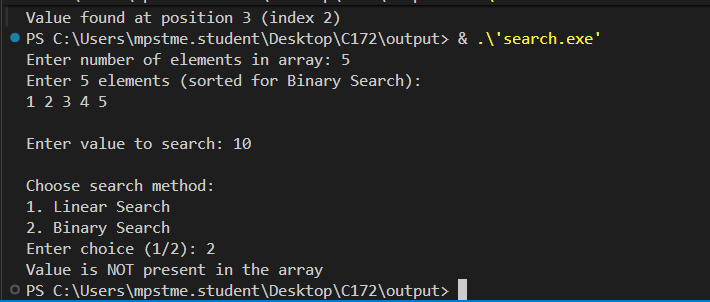 Value found at position 3 (index 2)
PS C:\Users\mpstme.student\Desktop\C172\output> & .\'search.exe'
Enter number of elements in array: 5
Enter 5 elements (sorted for Binary Search):
1 2 3 4 5
Enter value to search: 10
Choose search method:
1. Linear Search
2. Binary Search
Enter choice (1/2): 2
Value is NOT present in the array
PS C:\Users\mpstme.student\Desktop\C172\output>